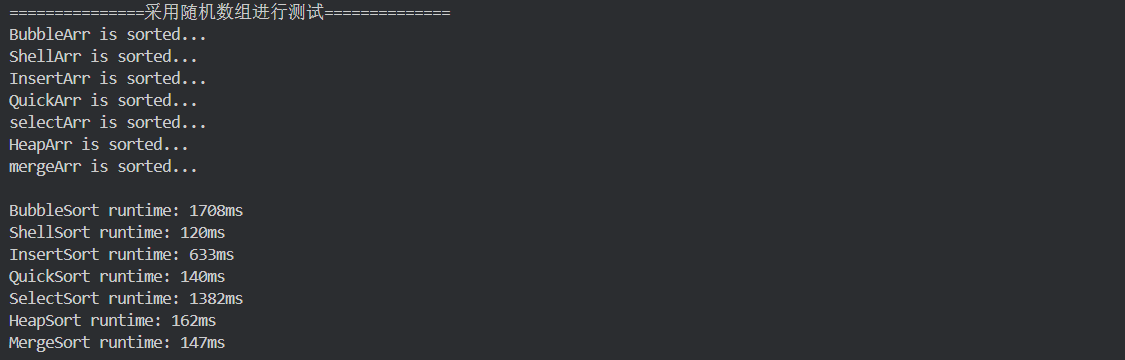 ===============采用随机数组进行测试==============
BubbleArr is sorted...
ShellArr is sorted...
InsertArr is sorted...
QuickArr is sorted...
selectArr is sorted...
HeapArr is sorted...
mergeArr is sorted...
BubbleSort runtime: 1708ms
ShellSort runtime: 120ms
InsertSort runtime: 633ms
QuickSort runtime: 140ms
SelectSort runtime: 1382ms
HeapSort runtime: 162ms
MergeSort runtime: 147ms